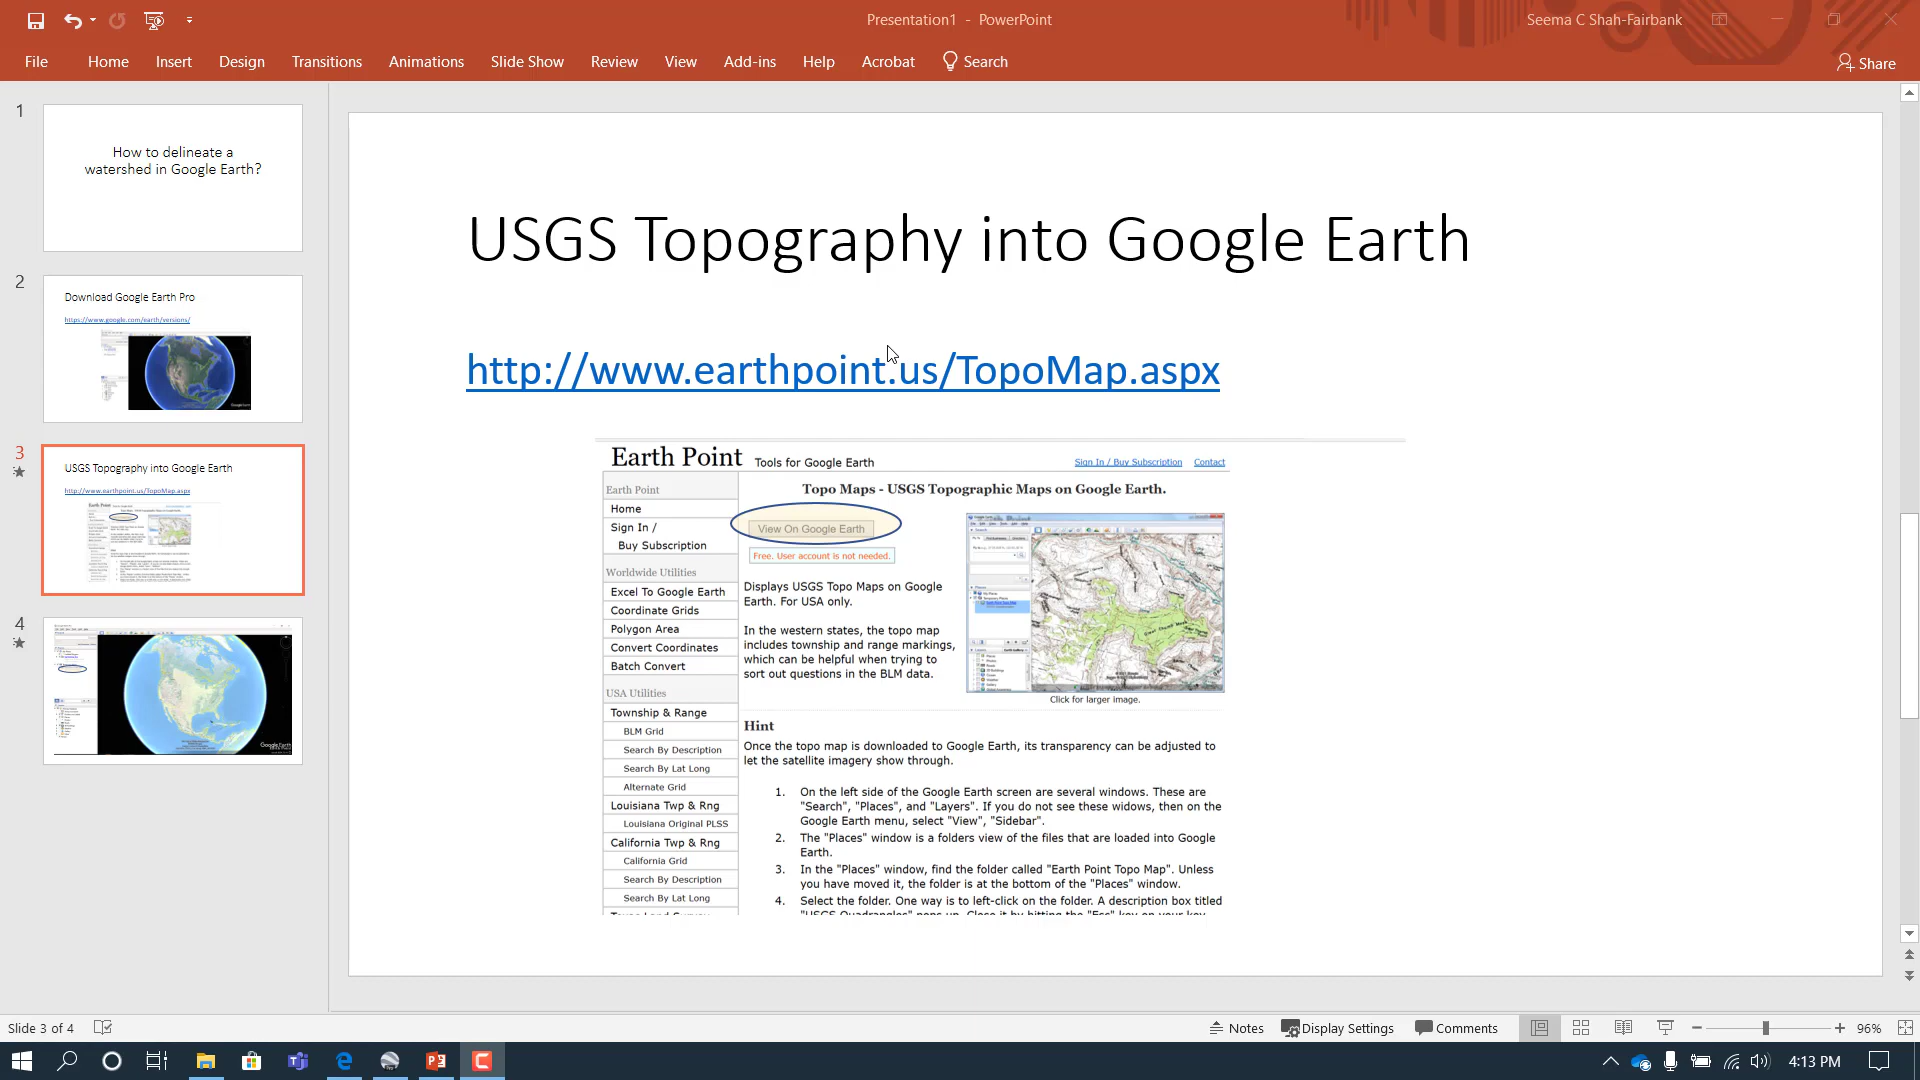 Presentation1 - PowerPoint
Seema C Shah-Fairbank
File Home Insert Design Transitions Animations Slide Show Review View Add-ins Help Acrobat Search
Share
1
How to delineate a
watershed in Google Earth?
2
Download Google Earth Pro
https://www.google.com/earth/versions/
3
USGS Topography into Google Earth
http://www.earthpoint.us/TopoMap.aspx
4
USGS Topography into Google Earth
http://www.earthpoint.us/TopoMap.aspx
Earth Point Tools for Google Earth
Sign In / Buy Subscription Contact
Earth Point
Home
Sign In /
Buy Subscription
Worldwide Utilities
Excel To Google Earth
Coordinate Grids
Polygon Area
Convert Coordinates
Batch Convert
USA Utilities
Township & Range
BLM Grid
Search By Description
Search By Lat Long
Alternate Grid
Louisiana Twp & Rng
Louisiana Original PLSS
California Twp & Rng
California Grid
Search By Description
Search By Lat Long
Topo Maps - USGS Topographic Maps on Google Earth.
View On Google Earth
Free. User account is not needed.
Displays USGS Topo Maps on Google
Earth. For USA only.
In the western states, the topo map
includes township and range markings,
which can be helpful when trying to
sort out questions in the BLM data.
Click for larger image.
Hint
Once the topo map is downloaded to Google Earth, its transparency can be adjusted to
let the satellite imagery show through.
1. On the left side of the Google Earth screen are several windows. These are
"Search", "Places", and "Layers". If you do not see these widows, then on the
Google Earth menu, select "View", "Sidebar".
2. The "Places" window is a folders view of the files that are loaded into Google
Earth.
3. In the "Places" window, find the folder called "Earth Point Topo Map". Unless
you have moved it, the folder is at the bottom of the "Places" window.
4. Select the folder. One way is to left-click on the folder. A description box titled
"USGS Quadrangles" pops up. Close it by hitting the "Esc" key on your key
Slide 3 of 4
Notes Display Settings Comments 96%
4:13 PM